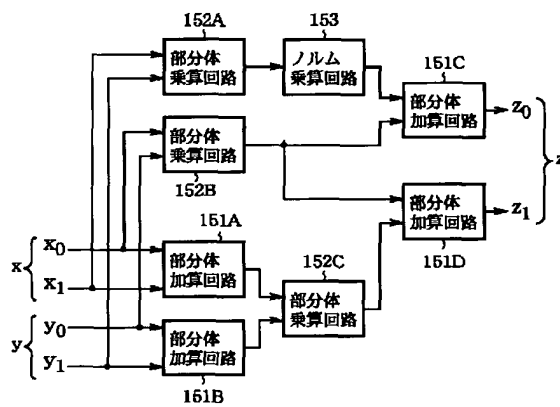 152A
153
部分体
乗算回路
ノルム
乗算回路
151C
部分体
加算回路
z0
部分体
乗算回路
152B
z
151A
部分体
加算回路
z1
x
x0
x1
部分体
加算回路
152C
151D
部分体
乗算回路
y
y0
y1
部分体
加算回路
151B